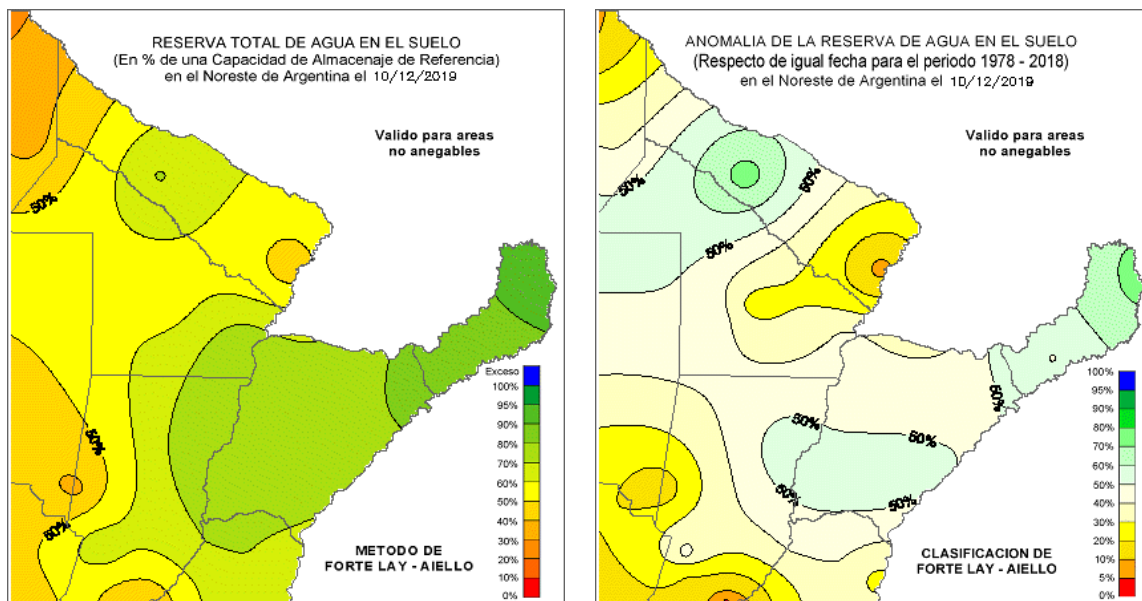 RESERVA TOTAL DE AGUA EN EL SUELO
(En % de una Capacidad de Almacenaje de Referencia)
en el Noreste de Argentina el 10/12/2019
Valido para areas
no anegables
50%
50%
50%
Exceso
100%
90%
80%
70%
60%
50%
40%
30%
20%
10%
0%
METODO DE
FORTE LAY - AIELLO
ANOMALIA DE LA RESERVA DE AGUA EN EL SUELO
(Respecto de igual fecha para el periodo 1978 - 2018)
en el Noreste de Argentina el 10/12/2019
Valido para areas
no anegables
50%
50%
50%
50%
50%
50%
50%
50%
100%
95%
90%
80%
70%
60%
50%
40%
30%
20%
10%
5%
0%
CLASIFICACION DE
FORTE LAY - AIELLO